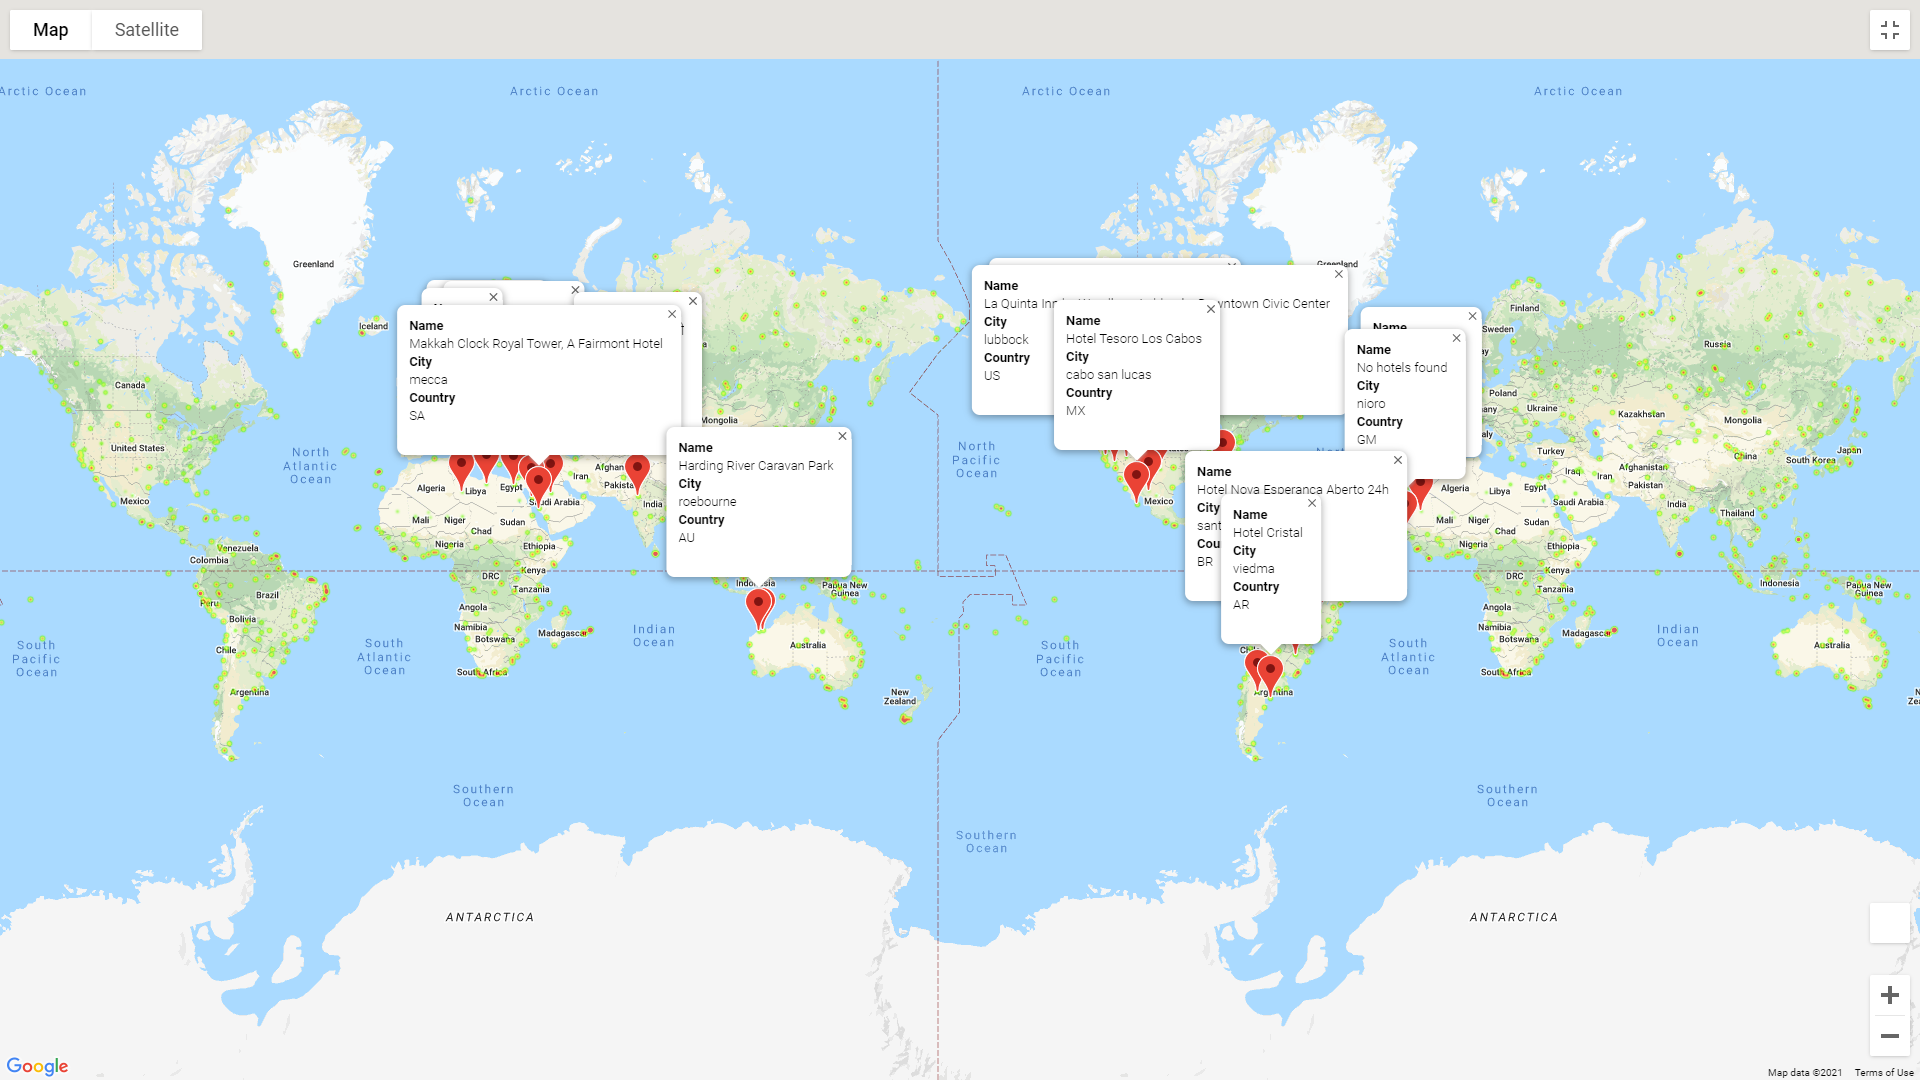 Map
Satellite
Arctic Ocean
Arctic Ocean
Arctic Ocean
Arctic Ocean
Greenland
Iceland
Canada
United States
Mexico
North
Atlantic
Ocean
Name
Makkah Clock Royal Tower, A Fairmont Hotel
City
mecca
Country
SA
Mongolia
Algeria
Libya
Egypt
Saudi Arabia
Iran
Pakistan
India
Mali
Niger
Chad
Sudan
Nigeria
Ethiopia
DRC
Kenya
Tanzania
Angola
Namibia
Botswana
Madagascar
South Africa
Venezuela
Colombia
Peru
Brazil
Bolivia
Chile
Argentina
South
Pacific
Ocean
South
Atlantic
Ocean
Indian
Ocean
Name
Harding River Caravan Park
City
roebourne
Country
AU
Indonesia
Papua New
Guinea
Australia
New
Zealand
Southern
Ocean
ANTARCTICA
Name
La Quinta Inn
Downtown Civic Center
City
lubbock
Country
US
Name
Hotel Tesoro Los Cabos
City
cabo san lucas
Country
MX
North
Pacific
Ocean
Mexico
Greenland
Name
Name
No hotels found
City
nioro
Country
GM
Name
Hotel Nova Esperança Aberto 24h
City
sant
BR
Name
Hotel Cristal
City
viedma
Country
AR
Argentina
South
Pacific
Ocean
South
Atlantic
Ocean
Southern
Ocean
Finland
Sweden
Russia
Poland
Ukraine
Kazakhstan
Mongolia
Turkey
Iraq
Iran
Afghanistan
Pakistan
China
South Korea
Japan
Algeria
Libya
Egypt
Saudi Arabia
India
Thailand
Mali
Niger
Chad
Sudan
Nigeria
Ethiopia
DRC
Kenya
Tanzania
Angola
Namibia
Botswana
Madagascar
South Africa
Indonesia
Papua New
Guinea
Indian
Ocean
Australia
Southern
Ocean
ANTARCTICA
Google
Map data ©2021
Terms of Use